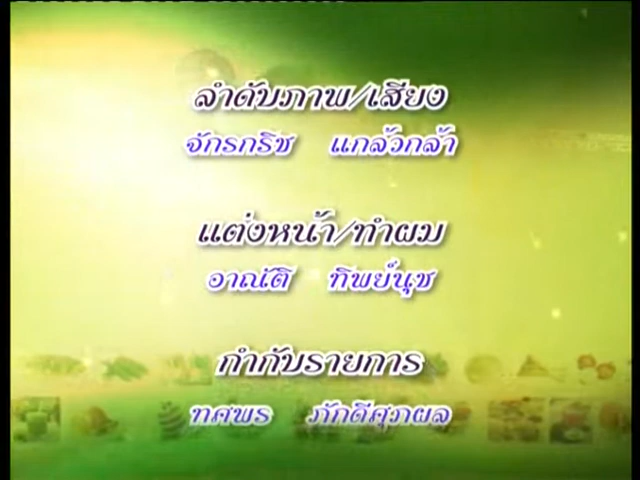 ลำดับภาพ/เสียง
จักรกริช แกล้วกล้า
แต่งหน้า/ทำผม
อาณัติ ทิพย์นุช
กำกับรายการ
ทศพร ภักดีศุภผล